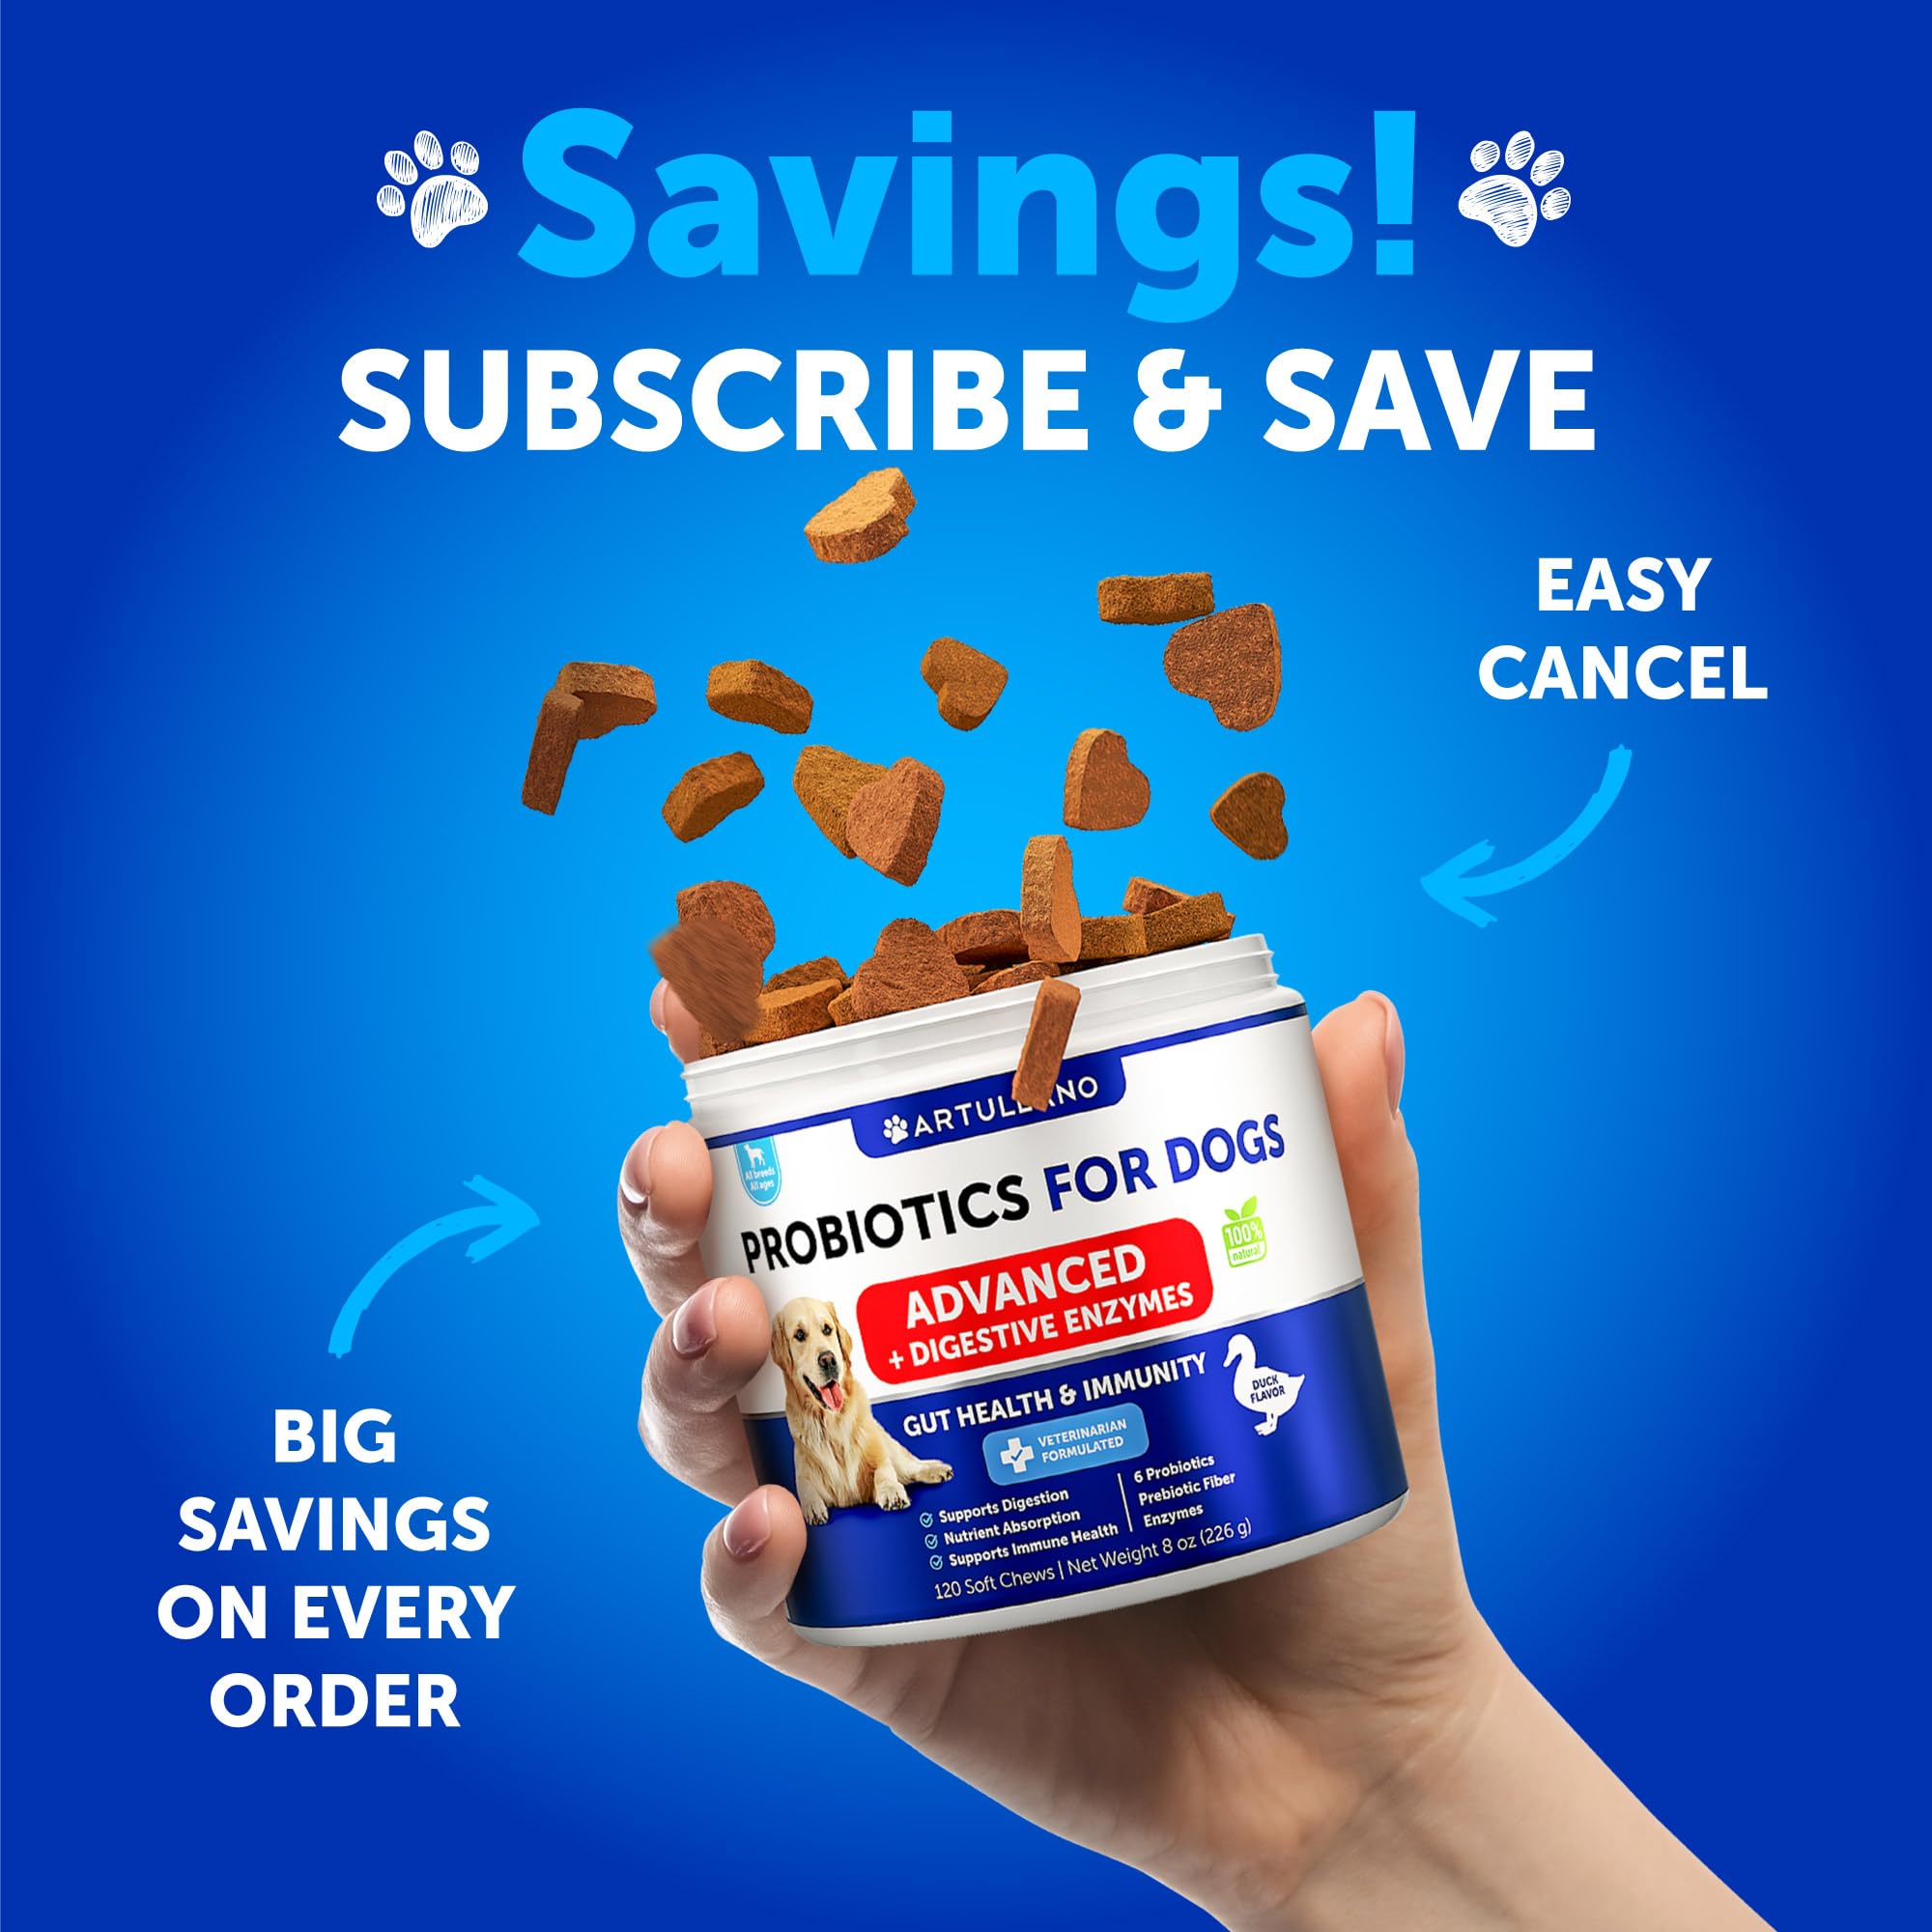 Savings!
SUBSCRIBE & SAVE
EASY
CANCEL
BIG
SAVINGS
ON EVERY
ORDER
All breeds
All ages
PROBIOTICS FOR DOGS
100%
natural
ADVANCED
+ DIGESTIVE ENZYMES
GUT HEALTH & IMMUNITY
DUCK
FLAVOR
VETERINARIAN
FORMULATED
Supports Digestion
Nutrient Absorption
Supports Immune Health
6 Probiotics
Prebiotic Fiber
Enzymes
120 Soft Chews | Net Weight 8 oz (226 g)